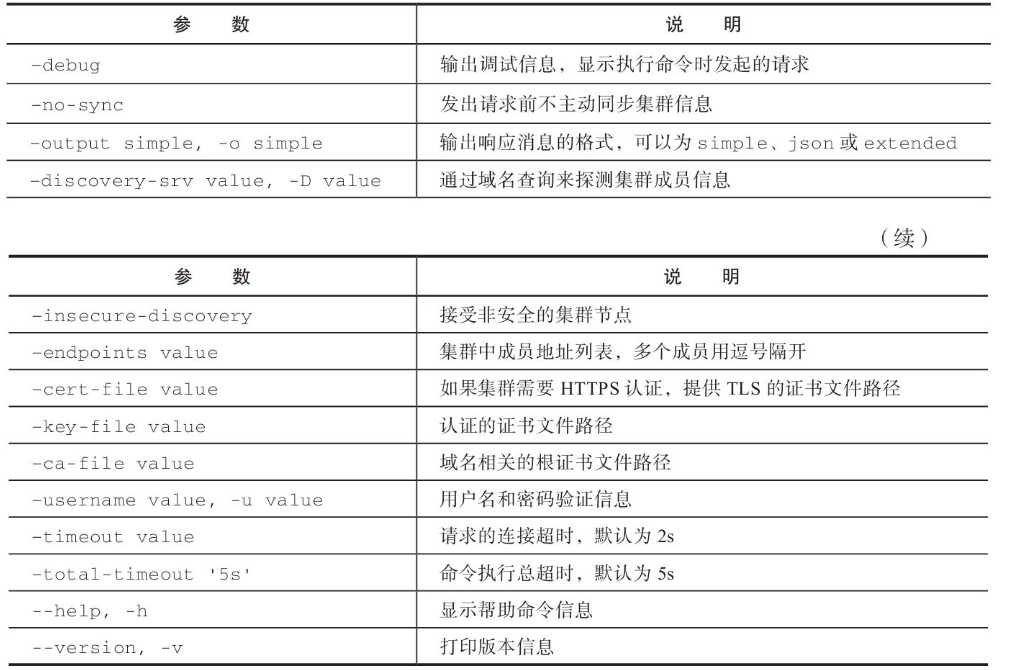 参 数 说 明
-debug 输出调试信息，显示执行命令时发起的请求
-no-sync 发出请求前不主动同步集群信息
-output simple, -o simple 输出响应消息的格式，可以为 simple、json 或 extended
-discovery-srv value, -D value 通过域名查询来探测集群成员信息
（续）
参 数 说 明
-insecure-discovery 接受非安全的集群节点
-endpoints value 集群中成员地址列表，多个成员用逗号隔开
-cert-file value 如果集群需要 HTTPS 认证，提供 TLS 的证书文件路径
-key-file value 认证的证书文件路径
-ca-file value 域名相关的根证书文件路径
-username value, -u value 用户名和密码验证信息
-timeout value 请求的连接超时，默认为 2s
-total-timeout '5s' 命令执行总超时，默认为 5s
--help, -h 显示帮助命令信息
--version, -v 打印版本信息